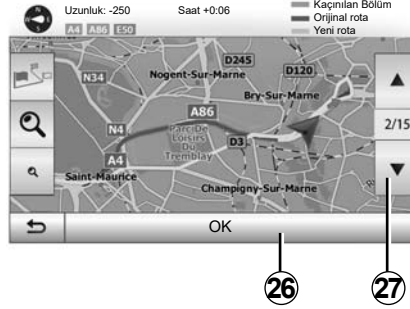 Uzunluk: -250 Saat +0:06
Kaçınılan Bölüm
Orijinal rota
Yeni rota
A4 A86 E50
D245
N34 Nogent-Sur-Marne D120
Bry-Sur-Marne
A86
N4 Parc De Loisirs Du Tremblay D3
2/15
A4
Saint-Maurice
Champigny-Sur-Marne
OK
26 27